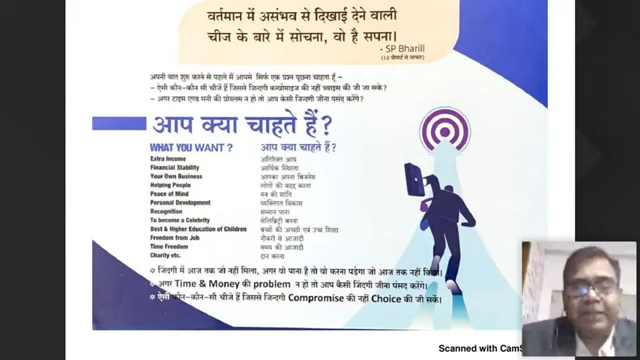 वर्तमान में असंभव से दिखाई देने वाली
चीज के बारे में सोचना, वो है सपना।
- SP Bharill
अपनी बात शुरु करने से पहले मैं आपसे सिर्फ एक प्रश्न पूछना चाहता हूँ -
- ऐसी कौन-कौन सी चीजें हैं जिससे जिन्दगी कम्प्रोमाइज की नहीं च्वाइस की जी जा सके?
- अगर टाइम एण्ड मनी की प्रोब्लम न हो तो आप कैसी जिन्दगी जीना पसंद करेंगे?
आप क्या चाहते हैं?
WHAT YOU WANT ? आप क्या चाहते हैं?
Extra Income अतिरिक्त आय
Financial Stability आर्थिक स्थिरता
Your Own Business आपका अपना बिजनेस
Helping People लोगों की मदद करना
Peace of Mind मन की शांति
Personal Development व्यक्तिगत विकास
Recognition सम्मान पाना
To become a Celebrity सेलिब्रिटी बनना
Best & Higher Education of Children बच्चों की अच्छी एवं उच्च शिक्षा
Freedom from Job नौकरी से आजादी
Time Freedom समय की आजादी
Charity etc. दान करना
* जिंदगी में आज तक जो नहीं मिला, अगर वो पाना है तो वो करना पड़ेगा जो आज तक नहीं किया।
* अगर Time & Money की problem न हो तो आप कैसी जिन्दगी जीना पसंद करेंगे।
* ऐसी कौन-कौन-सी चीजें हैं जिससे जिन्दगी Compromise की नहीं Choice की जी सकें।
Scanned with CamS